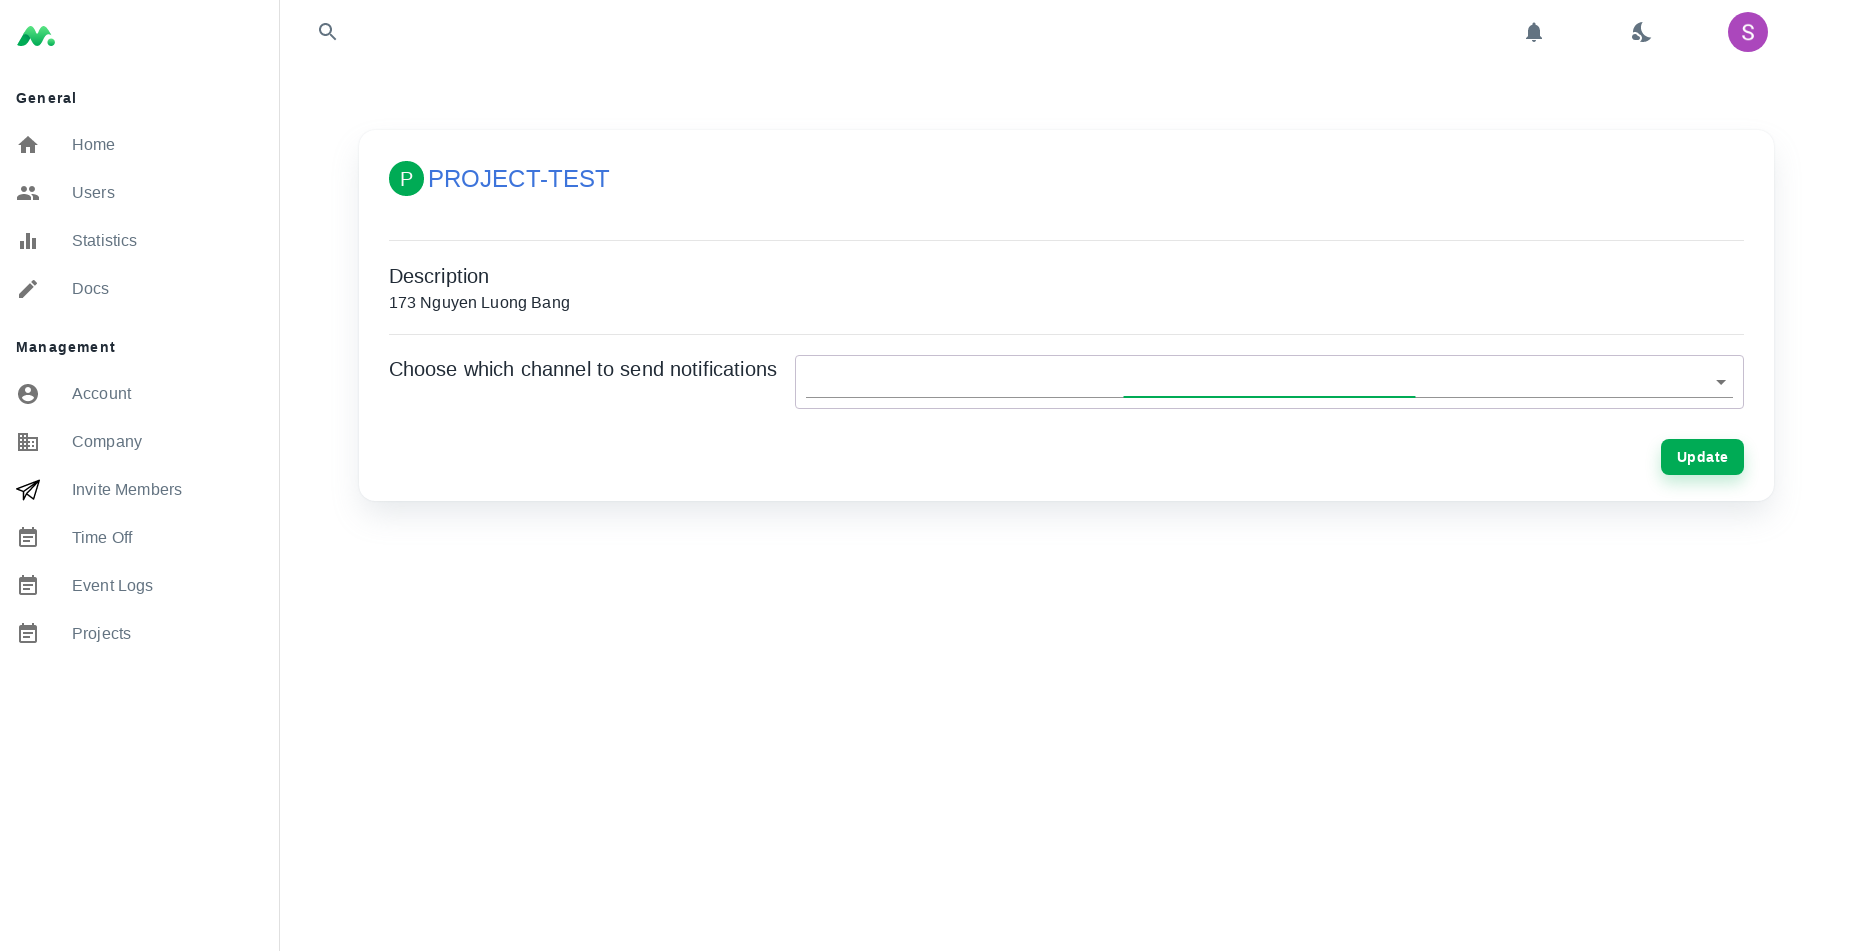 General
Home
Users
Statistics
Docs
Management
Account
Company
Invite Members
Time Off
Event Logs
Projects
S
P PROJECT-TEST
Description
173 Nguyen Luong Bang
Choose which channel to send notifications
Update